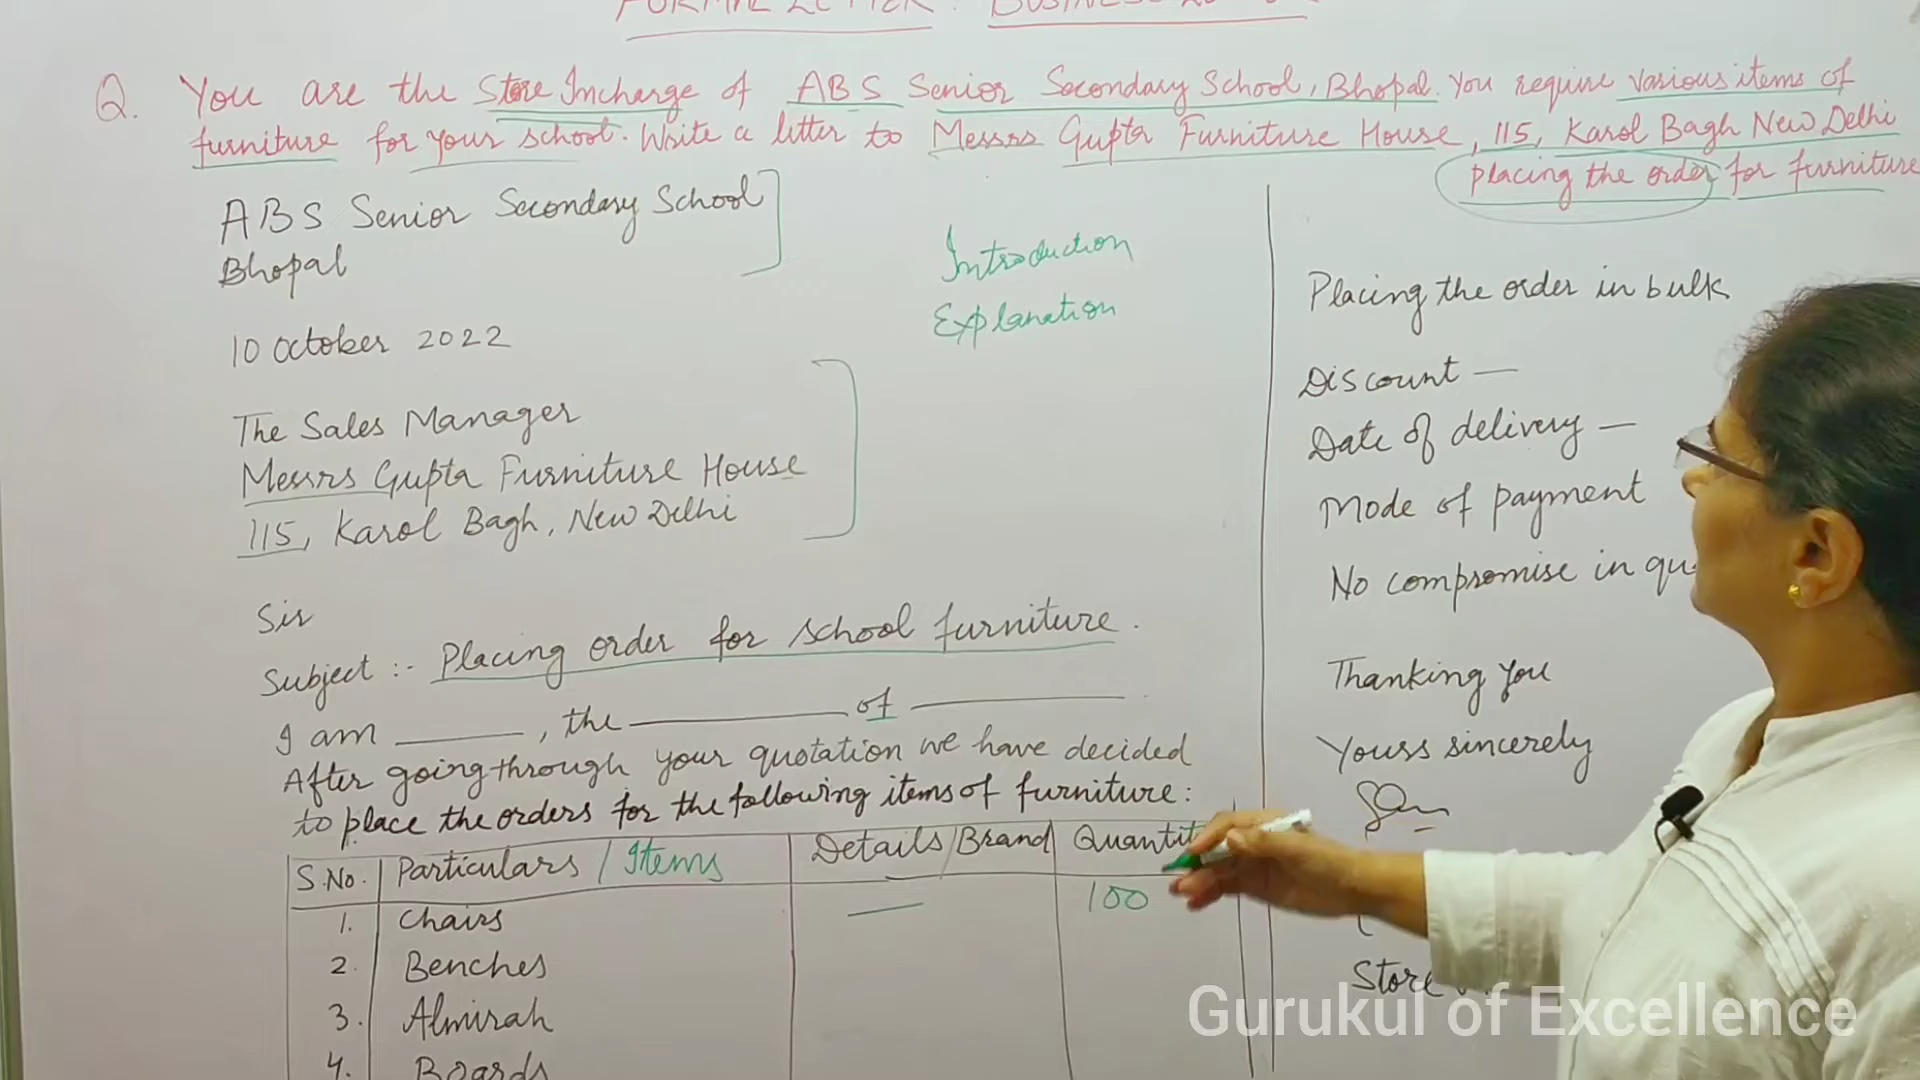 FORMAL LETTER : BUSINESS
Q. You are the Store Incharge of ABS Senior Secondary School, Bhopal. You require various items of
furniture for your school. Write a letter to Messrs Gupta Furniture House, 115, Karol Bagh New Delhi
placing the order for furniture
ABS Senior Secondary School
Bhopal
10 October 2022
The Sales Manager
Messrs Gupta Furniture House
115, Karol Bagh, New Delhi
Sir
Subject :- Placing order for school furniture.
I am ______, the __________ of __________
After going through your quotation we have decided
to place the orders for the following items of furniture:
S.No. Particulars / Items Details/Brand Quantit
1. Chairs — 100
2. Benches
3. Almirah
4. Boards
Introduction
Explanation
Placing the order in bulk
Discount —
Date of delivery —
Mode of payment
No compromise in qu
Thanking you
Yours sincerely
Store
Gurukul of Excellence